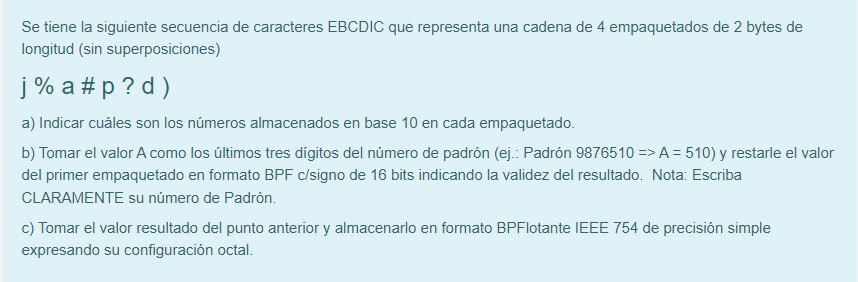 Se tiene la siguiente secuencia de caracteres EBCDIC que representa una cadena de 4 empaquetados de 2 bytes de
longitud (sin superposiciones)
j % a # p ? d )
a) Indicar cuáles son los números almacenados en base 10 en cada empaquetado.
b) Tomar el valor A como los últimos tres dígitos del número de padrón (ej.: Padrón 9876510 => A = 510) y restarle el valor
del primer empaquetado en formato BPF c/signo de 16 bits indicando la validez del resultado. Nota: Escriba
CLARAMENTE su número de Padrón.
c) Tomar el valor resultado del punto anterior y almacenarlo en formato BPFlotante IEEE 754 de precisión simple
expresando su configuración octal.